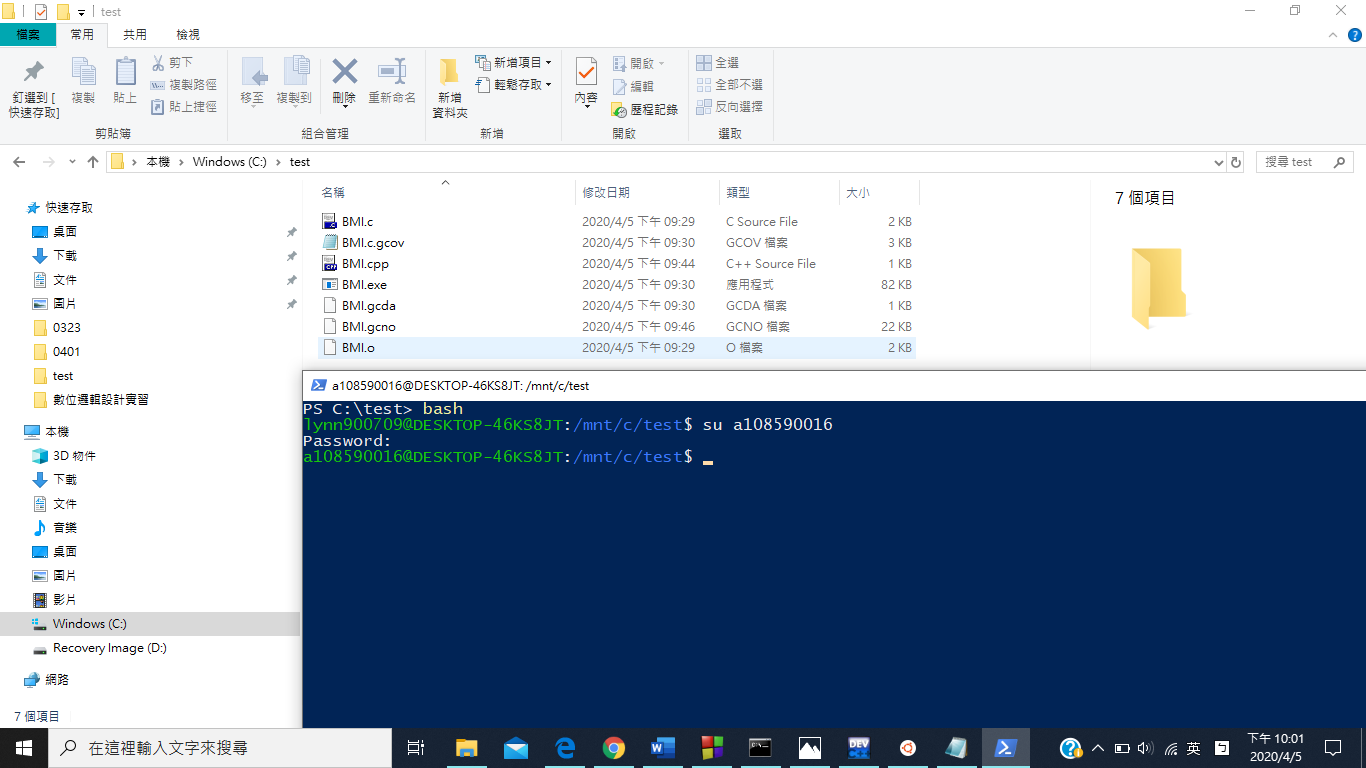 test
檔案 常用 共用 檢視
釘選到 [
快速存取]
複製
貼上
剪下
複製路徑
貼上捷徑
剪貼簿
移至
複製到
刪除
重新命名
組合管理
新增
資料夾
新增項目
輕鬆存取
新增
內容
開啟
編輯
歷程記錄
開啟
全選
全部不選
反向選擇
選取
本機 > Windows (C:) > test
搜尋 test
快速存取
桌面
下載
文件
圖片
0323
0401
test
數位邏輯設計實習
本機
3D 物件
下載
文件
音樂
桌面
圖片
影片
Windows (C:)
Recovery Image (D:)
網路
7 個項目
名稱 修改日期 類型 大小
BMI.c 2020/4/5 下午 09:29 C Source File 2 KB
BMI.c.gcov 2020/4/5 下午 09:30 GCOV 檔案 3 KB
BMI.cpp 2020/4/5 下午 09:44 C++ Source File 1 KB
BMI.exe 2020/4/5 下午 09:30 應用程式 82 KB
BMI.gcda 2020/4/5 下午 09:30 GCDA 檔案 1 KB
BMI.gcno 2020/4/5 下午 09:46 GCNO 檔案 22 KB
BMI.o 2020/4/5 下午 09:29 O 檔案 2 KB
7 個項目
a108590016@DESKTOP-46KS8JT: /mnt/c/test
PS C:\test> bash
lynn900709@DESKTOP-46KS8JT:/mnt/c/test$ su a108590016
Password:
a108590016@DESKTOP-46KS8JT:/mnt/c/test$
在這裡輸入文字來搜尋
DEV
英
下午 10:01
2020/4/5